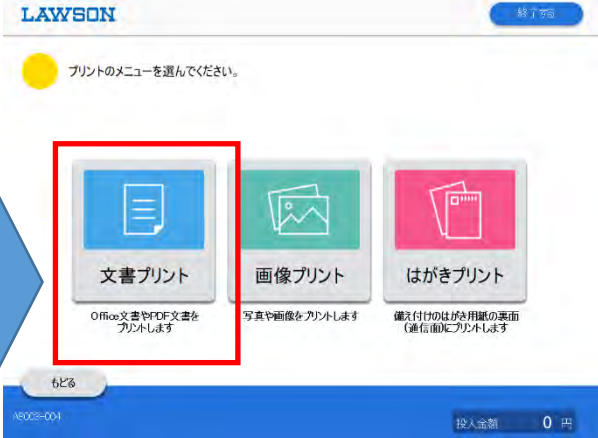 LAWSON
終了する
プリントのメニューを選んでください。
文書プリント
画像プリント
はがきプリント
Office文書やPDF文書を
プリントします
写真や画像をプリントします
備え付けのはがき用紙の裏面
(通信面)にプリントします
もどる
A8003-004
投入金額 0 円